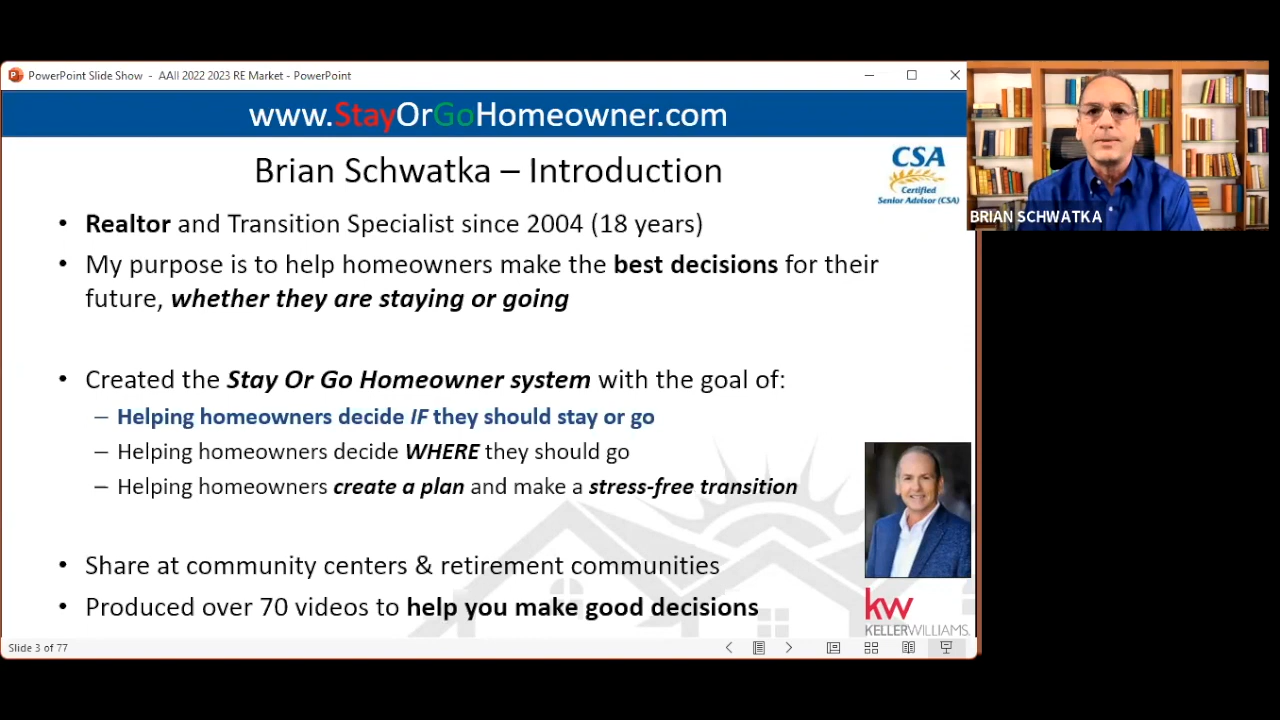 PowerPoint Slide Show - AAII 2022 2023 RE Market - PowerPoint
www.StayOrGoHomeowner.com
Brian Schwatka – Introduction
CSA
Certified
Senior Advisor (CSA)
BRIAN SCHWATKA
• Realtor and Transition Specialist since 2004 (18 years)
• My purpose is to help homeowners make the best decisions for their
future, whether they are staying or going
• Created the Stay Or Go Homeowner system with the goal of:
– Helping homeowners decide IF they should stay or go
– Helping homeowners decide WHERE they should go
– Helping homeowners create a plan and make a stress-free transition
• Share at community centers & retirement communities
• Produced over 70 videos to help you make good decisions
kw
KELLERWILLIAMS.
Slide 3 of 77